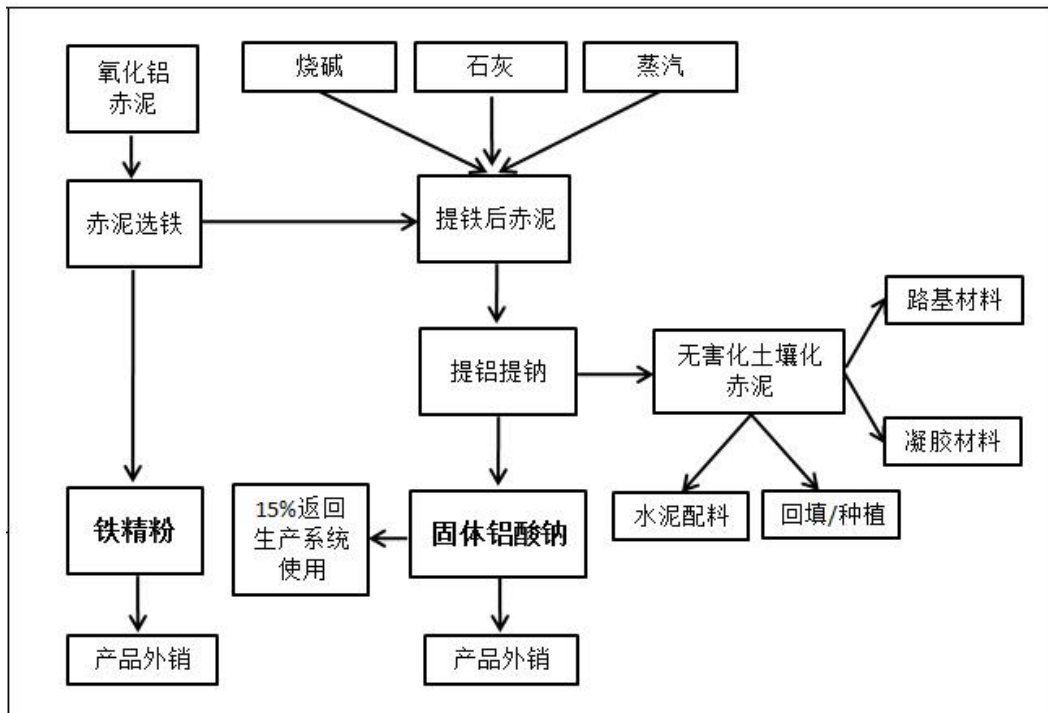 氧化铝
赤泥
烧碱
石灰
蒸汽
赤泥选铁
提铁后赤泥
路基材料
提铝提钠
无害化土壤化
赤泥
凝胶材料
铁精粉
15%返回
生产系统
使用
固体铝酸钠
水泥配料
回填/种植
产品外销
产品外销